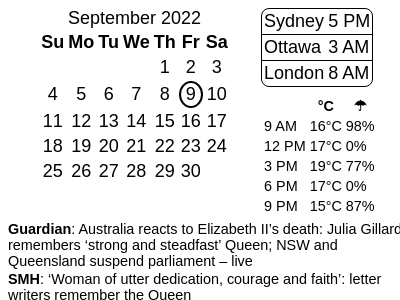 September 2022
Su Mo Tu We Th Fr Sa
1 2 3
4 5 6 7 8 9 10
11 12 13 14 15 16 17
18 19 20 21 22 23 24
25 26 27 28 29 30
Sydney 5 PM
Ottawa 3 AM
London 8 AM
°C ☂
9 AM 16°C 98%
12 PM 17°C 0%
3 PM 19°C 77%
6 PM 17°C 0%
9 PM 15°C 87%
Guardian: Australia reacts to Elizabeth II’s death: Julia Gillard
remembers ‘strong and steadfast’ Queen; NSW and
Queensland suspend parliament – live
SMH: ‘Woman of utter dedication, courage and faith’: letter
writers remember the Queen